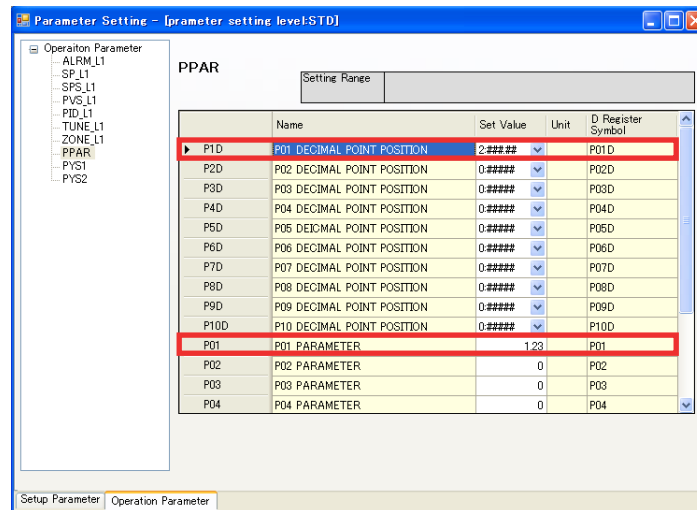 Parameter Setting - [prameter setting level:STD]
Operaiton Parameter
ALRM_L1
SP_L1
SPS_L1
PVS_L1
PID_L1
TUNE_L1
ZONE_L1
PPAR
PYS1
PYS2
PPAR
Setting Range
Name Set Value Unit D Register Symbol
P1D P01 DECIMAL POINT POSITION 2:###.## P01D
P2D P02 DECIMAL POINT POSITION 0:##### P02D
P3D P03 DECIMAL POINT POSITION 0:##### P03D
P4D P04 DECIMAL POINT POSITION 0:##### P04D
P5D P05 DEICMAL POINT POSITION 0:##### P05D
P6D P06 DECIMAL POINT POSITION 0:##### P06D
P7D P07 DECIMAL POINT POSITION 0:##### P07D
P8D P08 DECIMAL POINT POSITION 0:##### P08D
P9D P09 DECIMAL POINT POSITION 0:##### P09D
P10D P10 DECIMAL POINT POSITION 0:##### P10D
P01 P01 PARAMETER 1.23 P01
P02 P02 PARAMETER 0 P02
P03 P03 PARAMETER 0 P03
P04 P04 PARAMETER 0 P04
Setup Parameter Operation Parameter